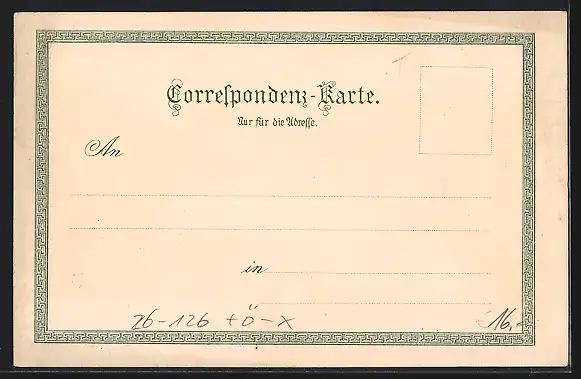 Correſpondenz-Karte.
Nur für die Adresse.
An
in
26-126 +Ö-X
16,-